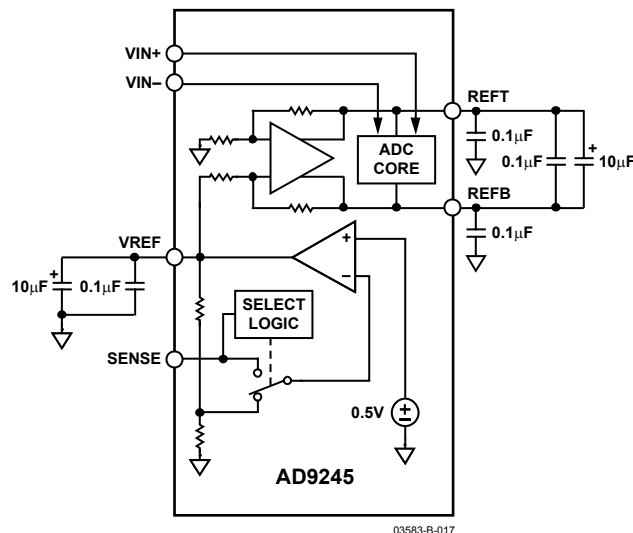 VIN+
VIN–
REFT
0.1μF
ADC
CORE
0.1μF
10μF
+
REFB
0.1μF
VREF
+
–
+
10μF
0.1μF
SELECT
LOGIC
SENSE
0.5V
+
–
AD9245
03583-B-017